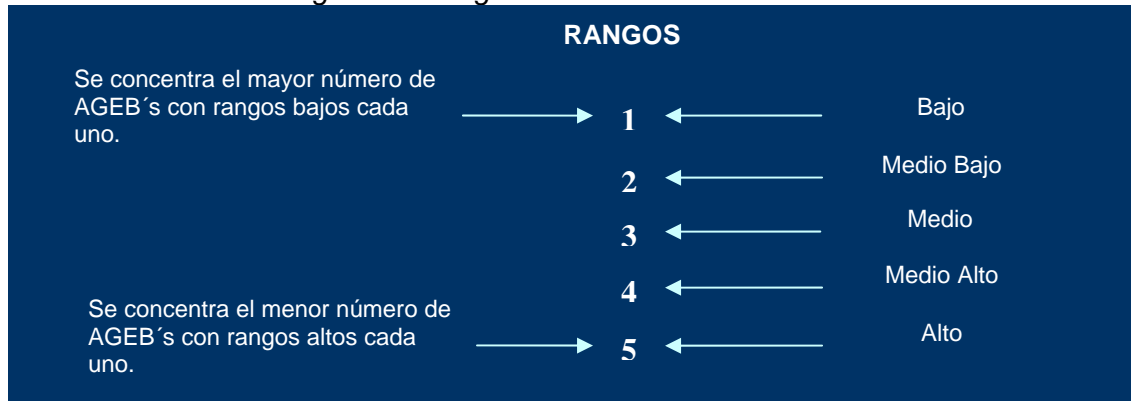 RANGOS
Se concentra el mayor número de
AGEB´s con rangos bajos cada
uno.
1
Bajo
2
Medio Bajo
3
Medio
4
Medio Alto
Se concentra el menor número de
AGEB´s con rangos altos cada
uno.
5
Alto